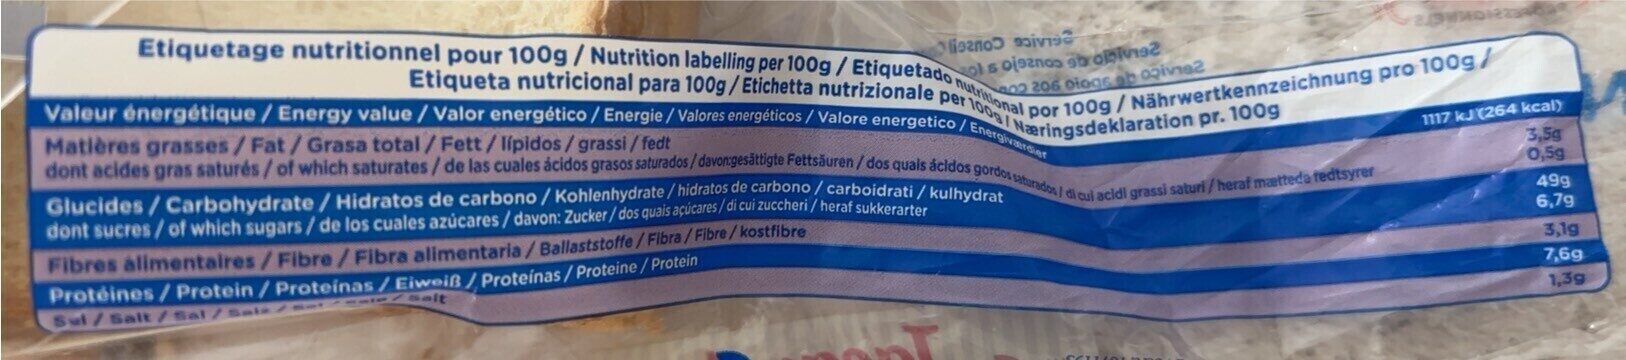 Etiquetage nutritionnel pour 100g / Nutrition labelling per 100g / Etiquetado nutritional por 100g / Nährwertkennzeichnung pro 100g /
Etiqueta nutricional para 100g / Etichetta nutrizionale per 100g / Næringsdeklaration pr. 100g
Valeur énergétique / Energy value / Valor energético / Energie / Valores energéticos / Valore energetico / Energiværdier 1117 kJ (264 kcal)
Matières grasses / Fat / Grasa total / Fett / lípidos / grassi / fedt 3,5g
dont acides gras saturés / of which saturates / de las cuales ácidos grasos saturados / davon:gesättigte Fettsäuren / dos quais ácidos gordos saturados / di cui acidi grassi saturi / heraf mættede fedtsyrer 0,5g
Glucides / Carbohydrate / Hidratos de carbono / Kohlenhydrate / hidratos de carbono / carboidrati / kulhydrat 49g
dont sucres / of which sugars / de los cuales azúcares / davon: Zucker / dos quais açúcares / di cui zuccheri / heraf sukkerarter 6,7g
Fibres alimentaires / Fibre / Fibra alimentaria / Ballaststoffe / Fibra / Fibre / kostfibre 3,1g
Protéines / Protein / Proteínas / Eiweiß / Proteínas / Proteine / Protein 7,6g
Sel / Salt / Sal / Salz / 1,3g